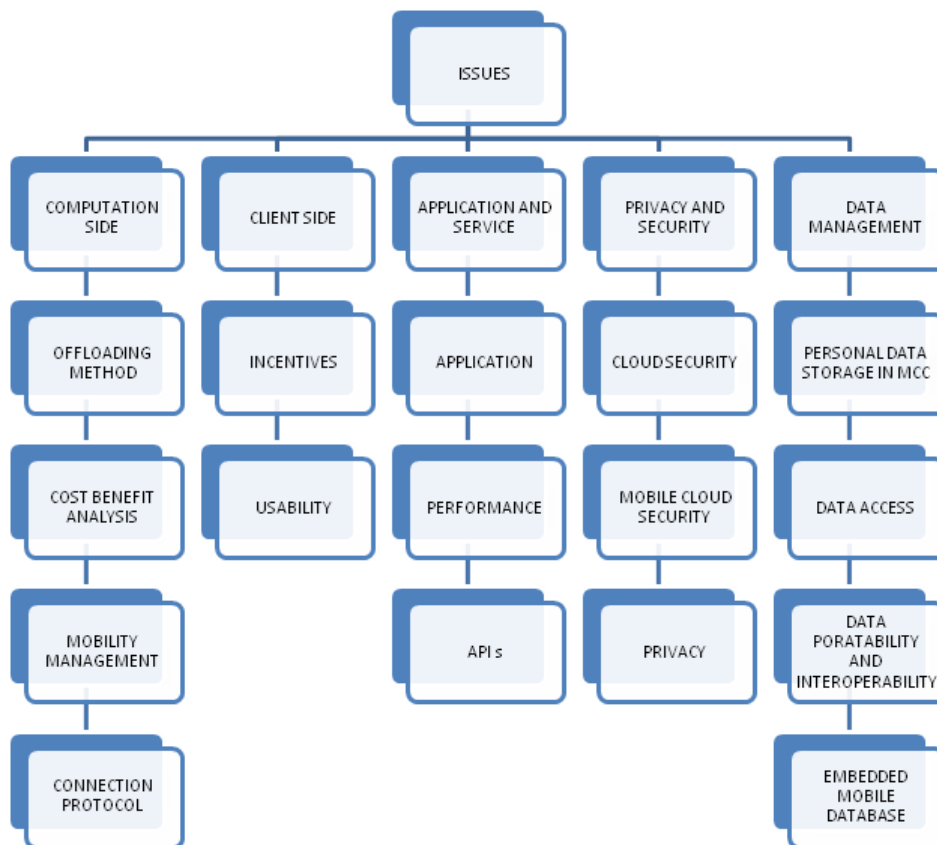 ISSUES
COMPUTATION
SIDE
CLIENT SIDE
APPLICATION AND
SERVICE
PRIVACY AND
SECURITY
DATA
MANAGEMENT
OFFLOADING
METHOD
INCENTIVES
APPLICATION
CLOUD SECURITY
PERSONAL DATA
STORAGE IN MCC
COST BENEFIT
ANALYSIS
USABILITY
PERFORMANCE
MOBILE CLOUD
SECURITY
DATA ACCESS
MOBILITY
MANAGEMENT
API s
PRIVACY
DATA
PORATABILITY
AND
INTEROPERABILITY
CONNECTION
PROTOCOL
EMBEDDED
MOBILE
DATABASE